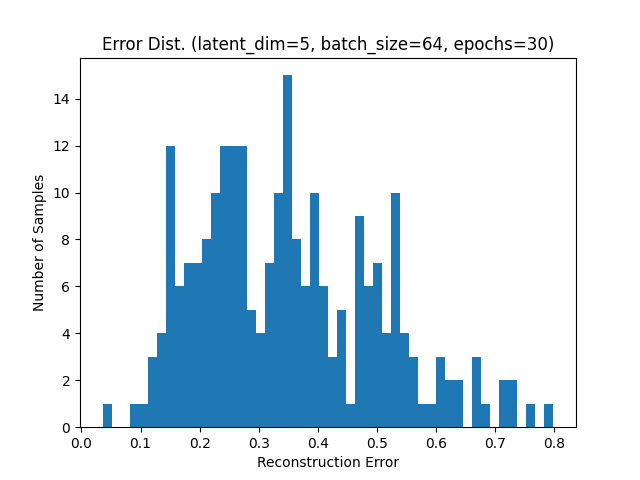 Error Dist. (latent_dim=5, batch_size=64, epochs=30)
14
12
10
8
6
4
2
0
Number of Samples
0.0 0.1 0.2 0.3 0.4 0.5 0.6 0.7 0.8
Reconstruction Error